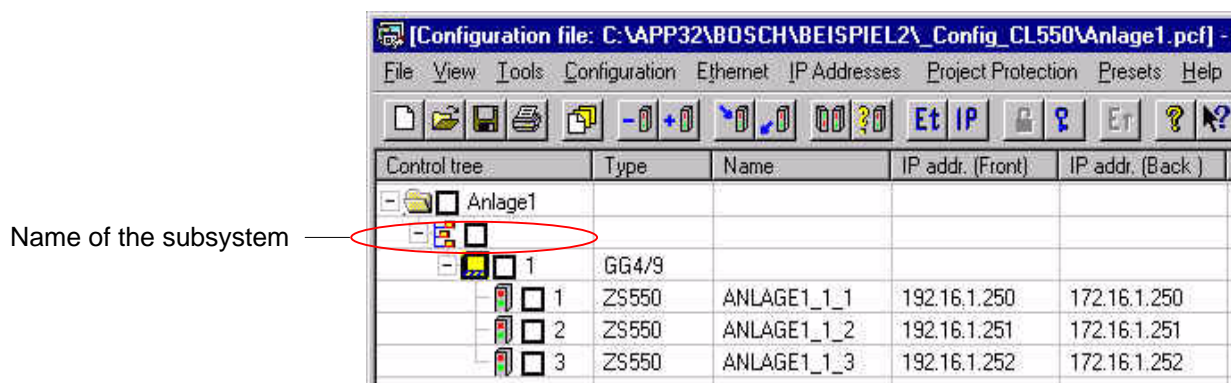 [Configuration file: C:\APP32\BOSCH\BEISPIEL2\_Config_CL550\Anlage1.pcf] -
File View Tools Configuration Ethernet IP Addresses Project Protection Presets Help
Et IP Et ? ?
Control tree Type Name IP addr. (Front) IP addr. (Back )
Anlage1
Name of the subsystem
1 GG4/9
1 ZS550 ANLAGE1_1_1 192.16.1.250 172.16.1.250
2 ZS550 ANLAGE1_1_2 192.16.1.251 172.16.1.251
3 ZS550 ANLAGE1_1_3 192.16.1.252 172.16.1.252